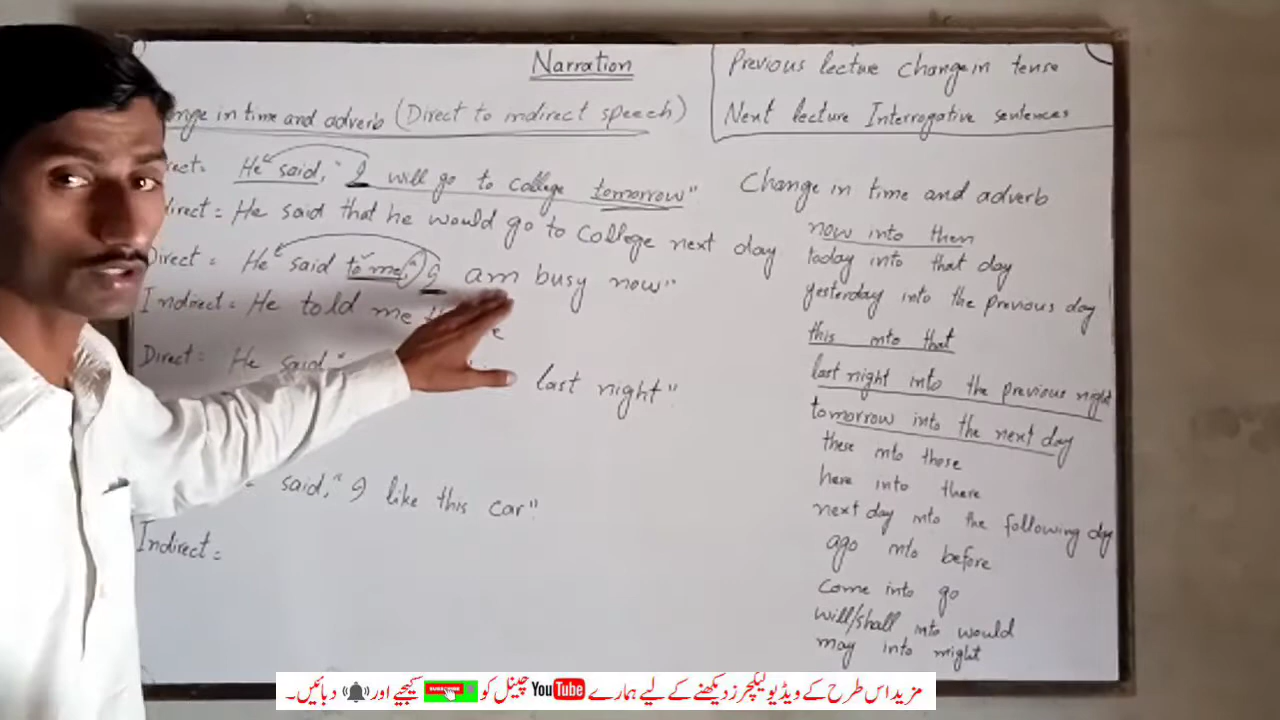 Narration
Previous lecture Change in tense
Next lecture Interrogative sentences
nge in time and adverb (Direct to indirect speech)
rect= He said, "I will go to College tomorrow"
direct= He said that he would go to College next day
Direct= He said to me, "I am busy now"
Indirect= He told me
Direct= He said "
last night"
said, "I like this car"
Indirect=
Change in time and adverb
now into then
today into that day
yesterday into the previous day
this into that
last night into the previous night
tomorrow into the next day
these into those
here into there
next day into the following day
ago into before
come into go
will/shall into would
may into might
مزید اس طرح کے ویڈیو لیکچرز دیکھنے کے لیے ہمارے YouTube چینل کو SUBSCRIBE کیجیے اور دبائیں۔